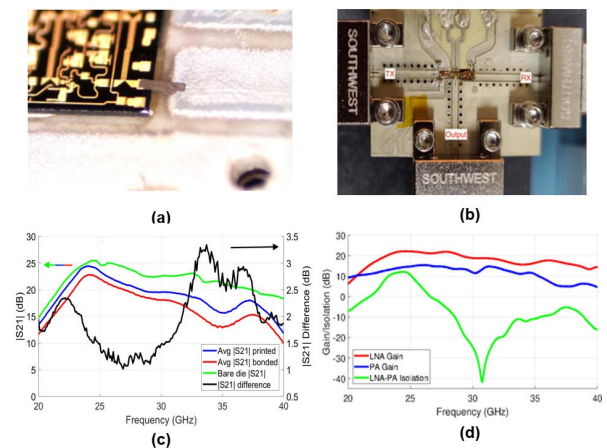 (a)
SOUTHWEST
TX
RX
Output
SOUTHWEST
SOUTHWEST
(b)
|S21| (dB)
30
25
20
15
10
5
0
3.5
3
2.5
2
1.5
1
0.5
0
|S21| Difference (dB)
Avg |S21| printed
Avg |S21| bonded
Bare die |S21|
|S21| difference
20 25 30 35 40
Frequency (GHz)
(c)
Gain/Isolation (dB)
30
20
10
0
-10
-20
-30
-40
LNA Gain
PA Gain
LNA-PA Isolation
20 25 30 35 40
Frequency (GHz)
(d)